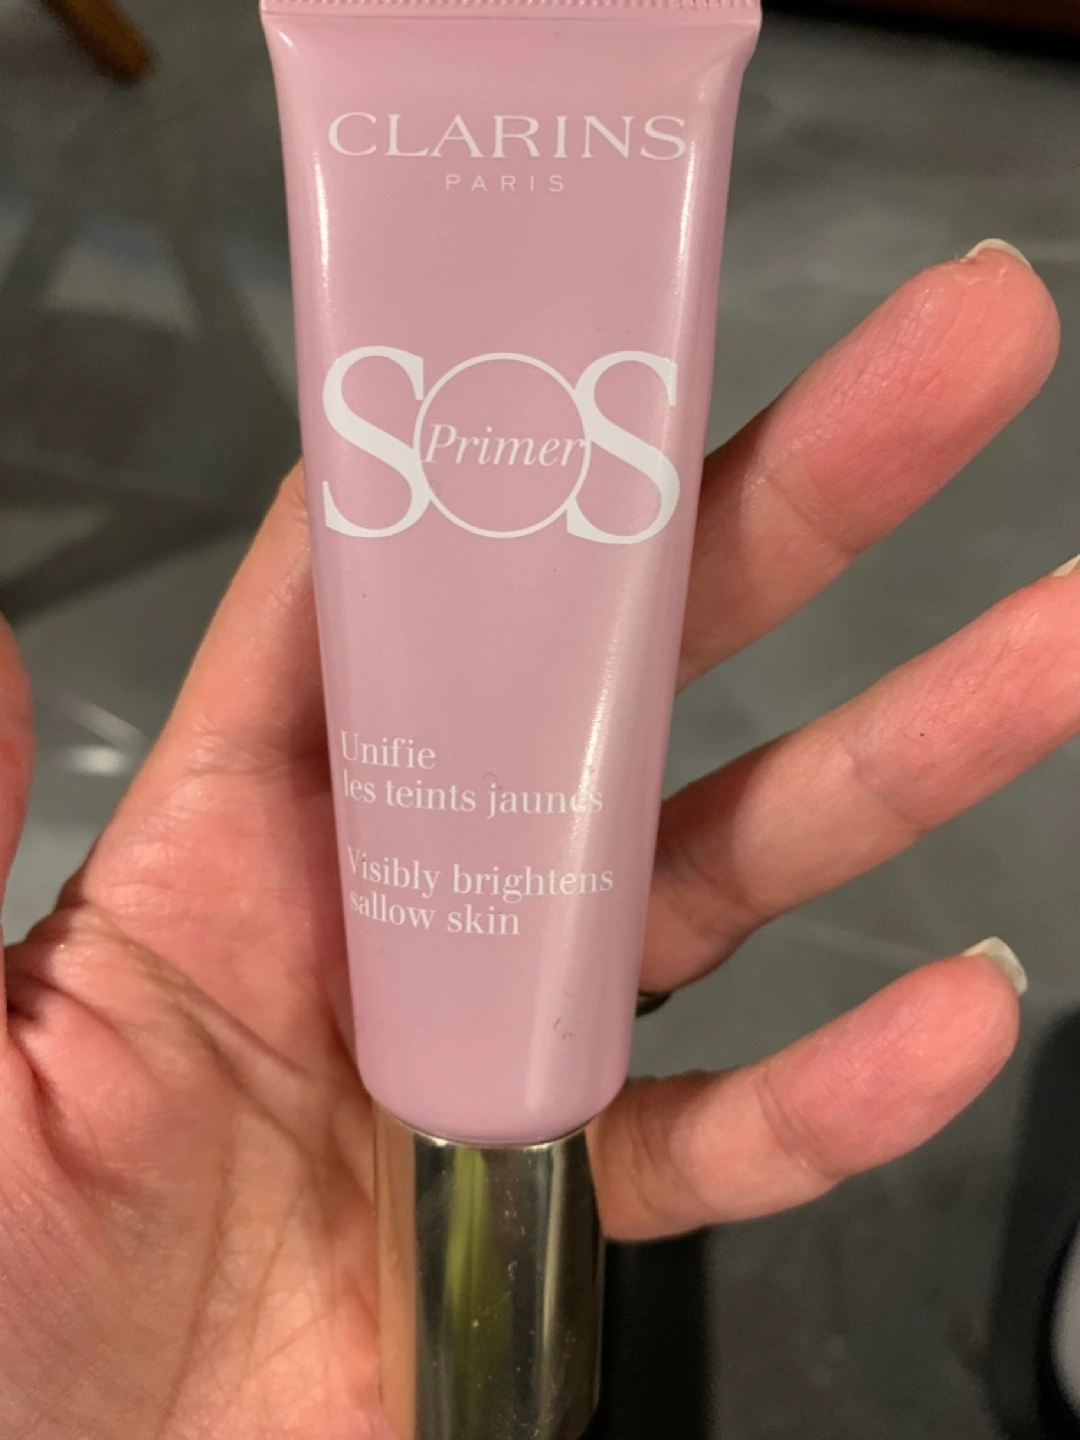 CLARINS
PARIS
SOS
Primer
Unifie
les teints jaunes
Visibly brightens
sallow skin